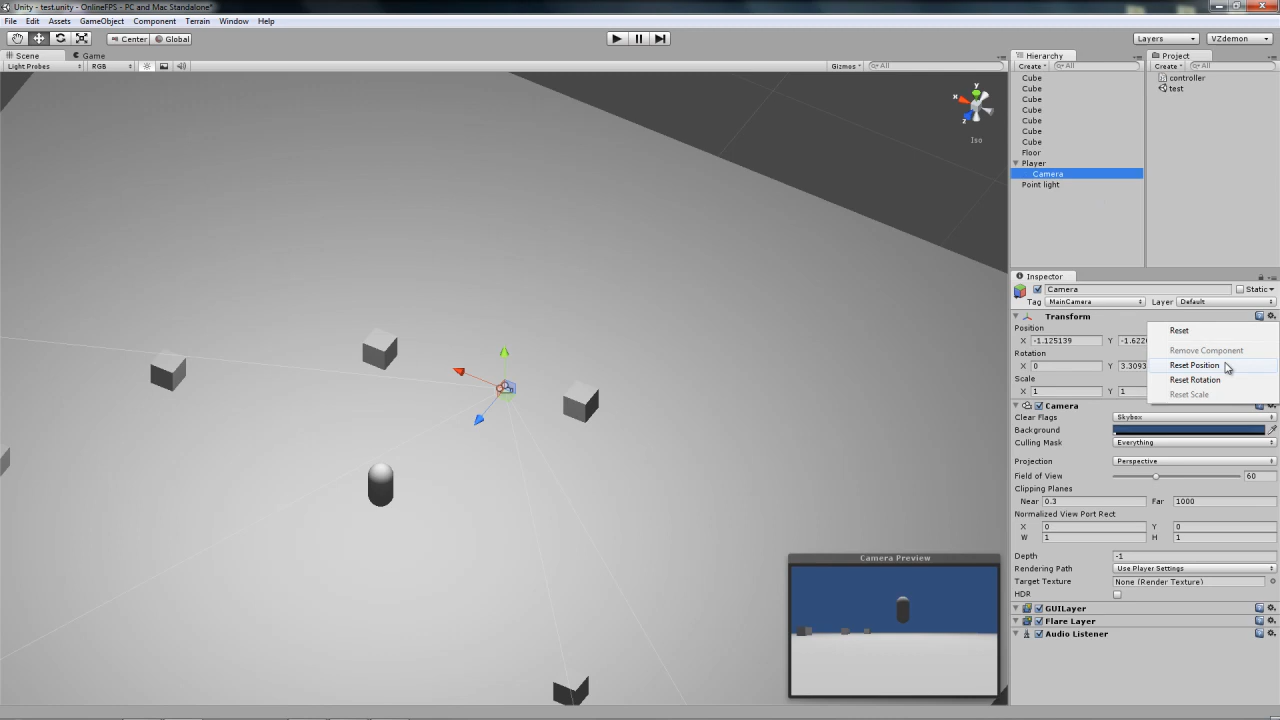 Unity - test.unity - OnlineFPS - PC and Mac Standalone*
File Edit Assets GameObject Component Terrain Window Help
Center Global Layers VZdemon
Scene Game Hierarchy Project
Light Probes RGB Gizmos All Create All Create All
Cube controller
Cube test
Cube
Cube
Cube
Cube
Cube
Floor
Player
Camera
Point light
y
x
z
Iso
Inspector
Camera Static
Tag MainCamera Layer Default
Transform
Position
X -1.125139 Y -1.622
Rotation
X 0 Y 3.3093
Scale
X 1 Y 1
Reset
Remove Component
Reset Position
Reset Rotation
Reset Scale
Camera
Clear Flags Skybox
Background
Culling Mask Everything
Projection Perspective
Field of View 60
Clipping Planes
Near 0.3 Far 1000
Normalized View Port Rect
X 0 Y 0
W 1 H 1
Depth -1
Rendering Path Use Player Settings
Target Texture None (Render Texture)
HDR
GUILayer
Flare Layer
Audio Listener
Camera Preview